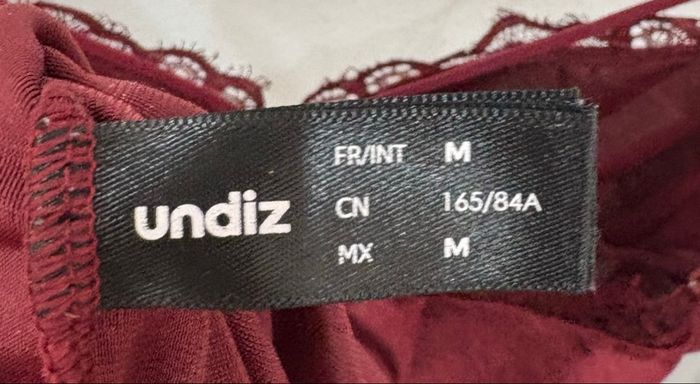 undiz
FR/INT M
CN 165/84A
MX M